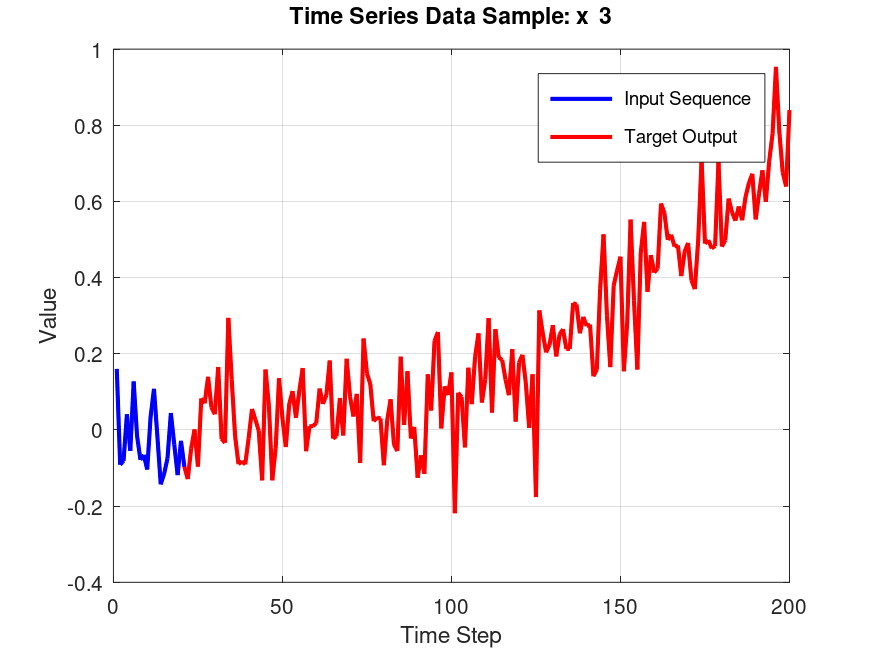 Time Series Data Sample: x 3
1
0.8
0.6
0.4
0.2
0
-0.2
-0.4
Value
Input Sequence
Target Output
0 50 100 150 200
Time Step